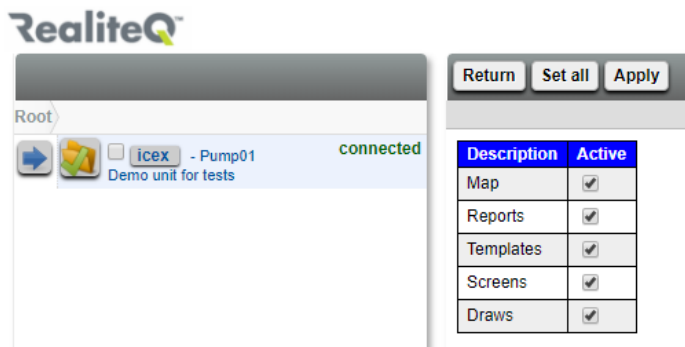 RealiteQ™
Return Set all Apply
Root
icex - Pump01 connected
Demo unit for tests
Description Active
Map
Reports
Templates
Screens
Draws